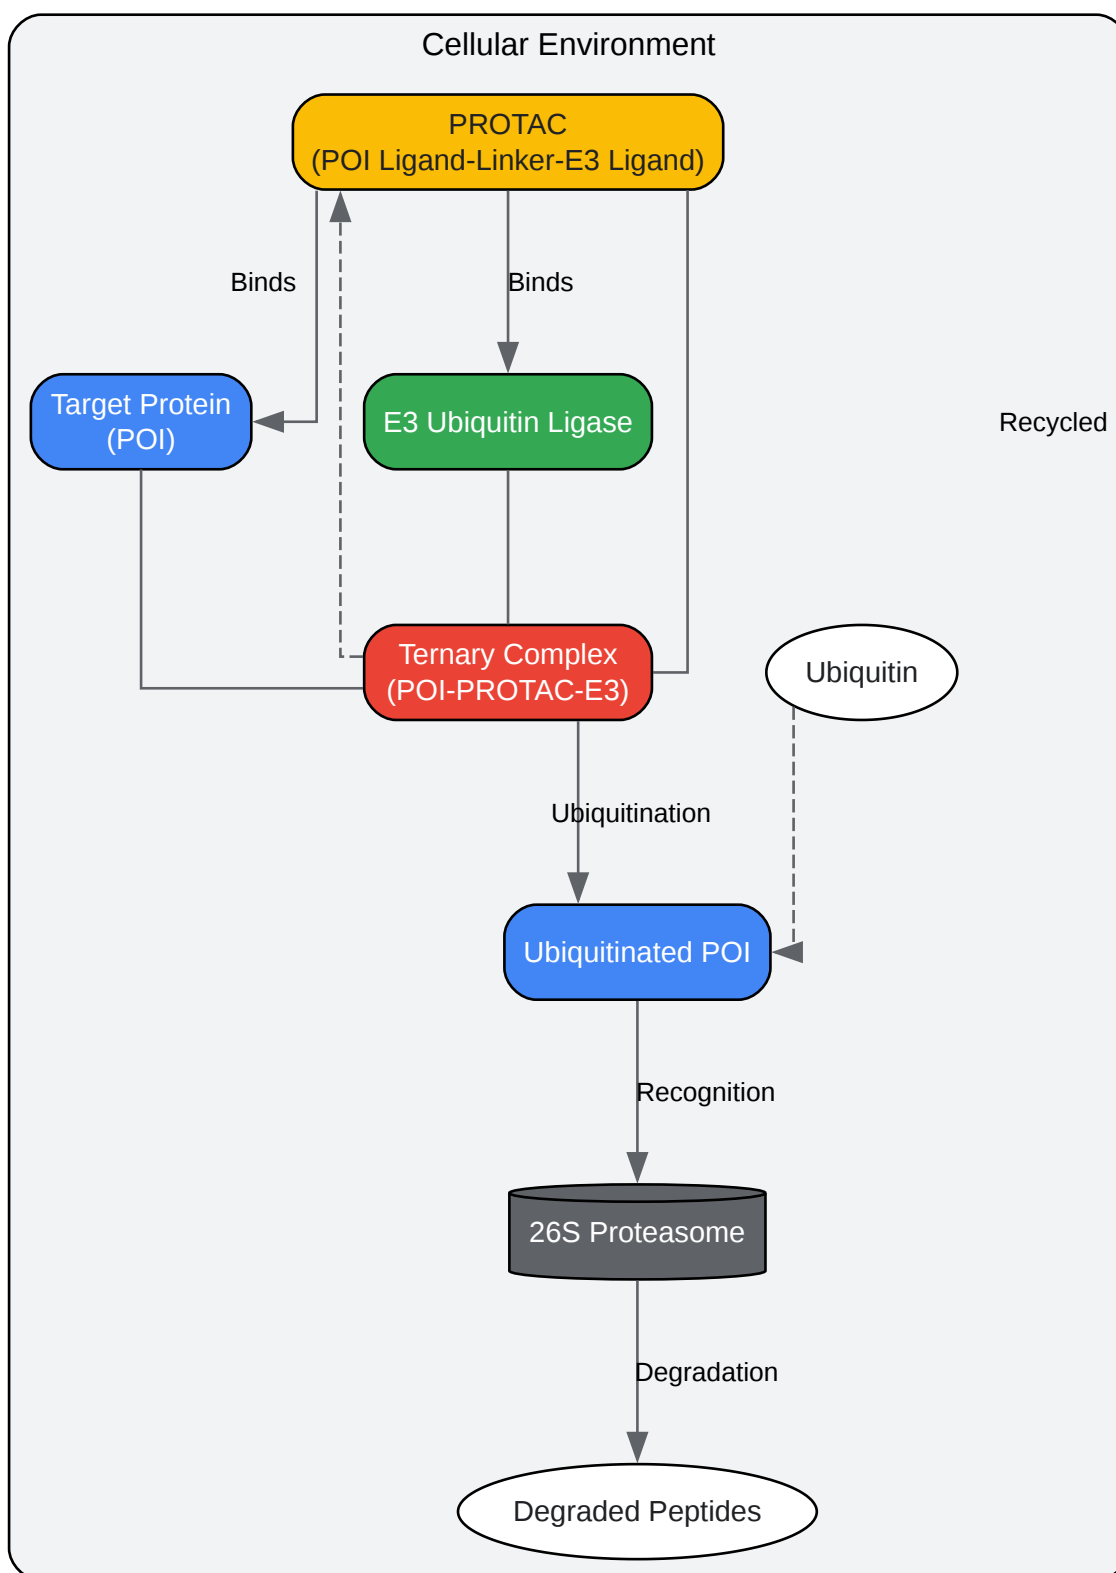 Cellular Environment
PROTAC
(POI Ligand-Linker-E3 Ligand)
Binds
Binds
Target Protein
(POI)
E3 Ubiquitin Ligase
Recycled
Ternary Complex
(POI-PROTAC-E3)
Ubiquitin
Ubiquitination
Ubiquitinated POI
Recognition
26S Proteasome
Degradation
Degraded Peptides